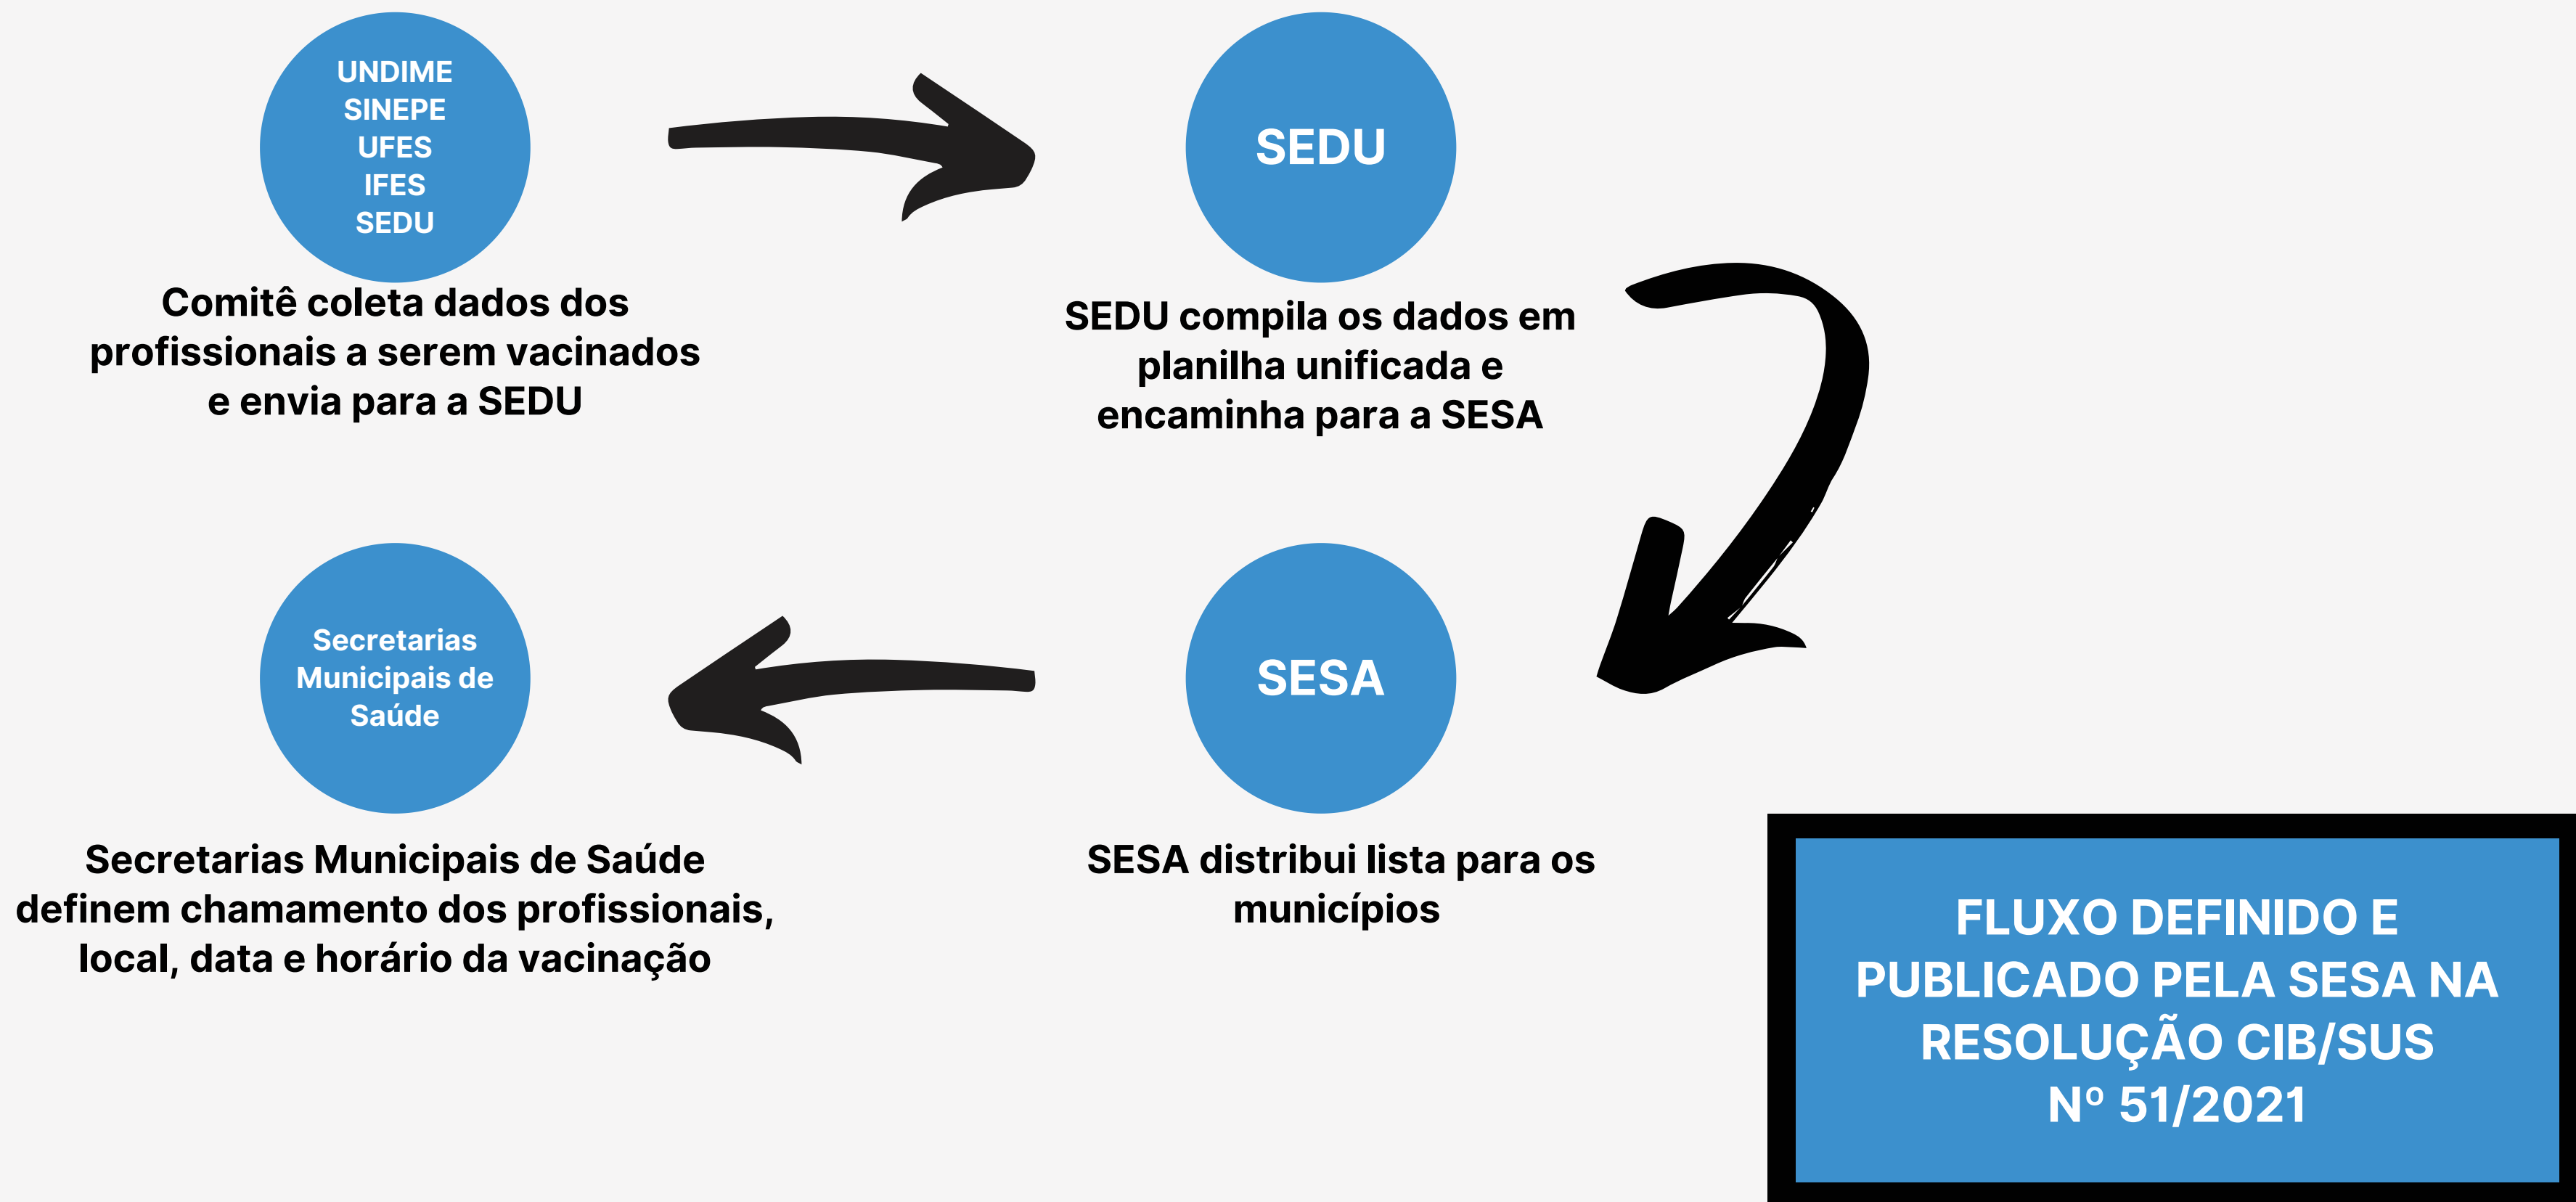 UNDIME
SINEPE
UFES
IFES
SEDU
Comitê coleta dados dos
profissionais a serem vacinados
e envia para a SEDU
SEDU
SEDU compila os dados em
planilha unificada e
encaminha para a SESA
SESA
SESA distribui lista para os
municípios
Secretarias
Municipais de
Saúde
Secretarias Municipais de Saúde
definem chamamento dos profissionais,
local, data e horário da vacinação
FLUXO DEFINIDO E
PUBLICADO PELA SESA NA
RESOLUÇÃO CIB/SUS
Nº 51/2021